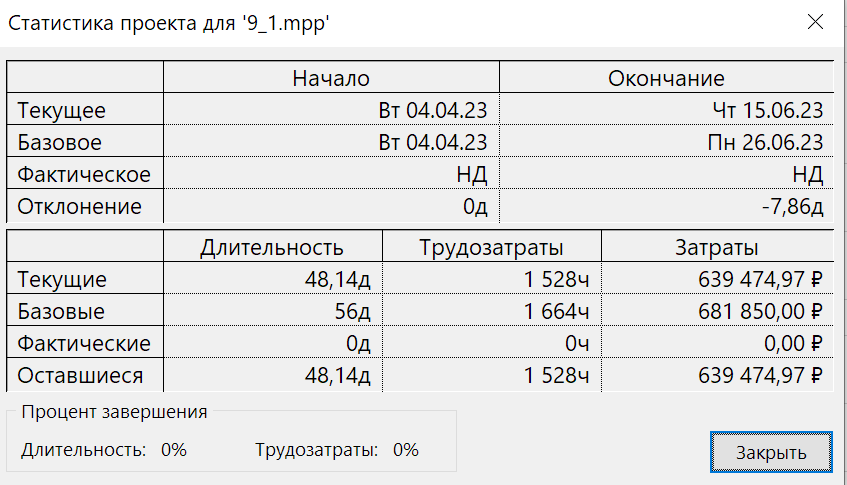 Статистика проекта для '9_1.mpp'
Начало Окончание
Текущее Вт 04.04.23 Чт 15.06.23
Базовое Вт 04.04.23 Пн 26.06.23
Фактическое НД НД
Отклонение 0д -7,86д
Длительность Трудозатраты Затраты
Текущие 48,14д 1 528ч 639 474,97 ₽
Базовые 56д 1 664ч 681 850,00 ₽
Фактические 0д 0ч 0,00 ₽
Оставшиеся 48,14д 1 528ч 639 474,97 ₽
Процент завершения
Длительность: 0% Трудозатраты: 0% Закрыть